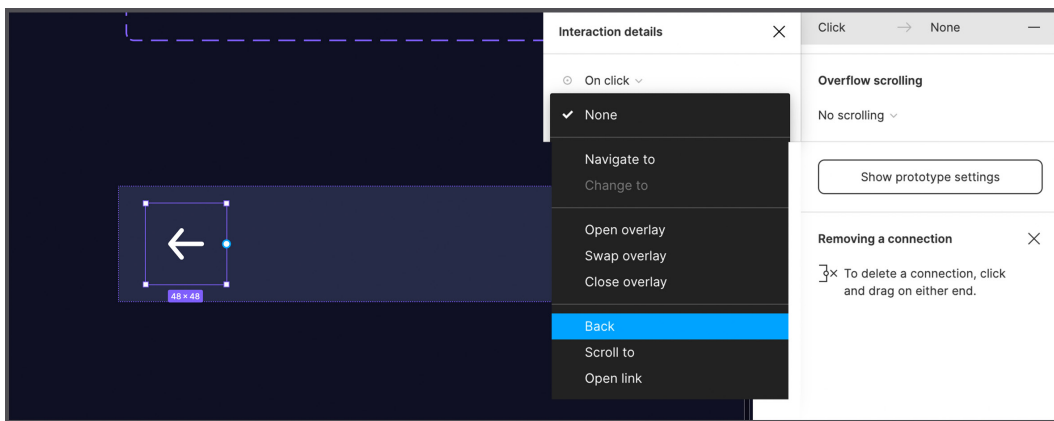 Interaction details
On click
None
Navigate to
Change to
Open overlay
Swap overlay
Close overlay
Back
Scroll to
Open link
48 × 48
Click → None
Overflow scrolling
No scrolling
Show prototype settings
Removing a connection
To delete a connection, click
and drag on either end.